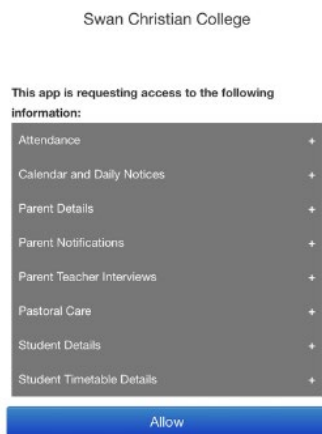 Swan Christian College
This app is requesting access to the following
information:
Attendance +
Calendar and Daily Notices +
Parent Details +
Parent Notifications +
Parent Teacher Interviews +
Pastoral Care +
Student Details +
Student Timetable Details +
Allow